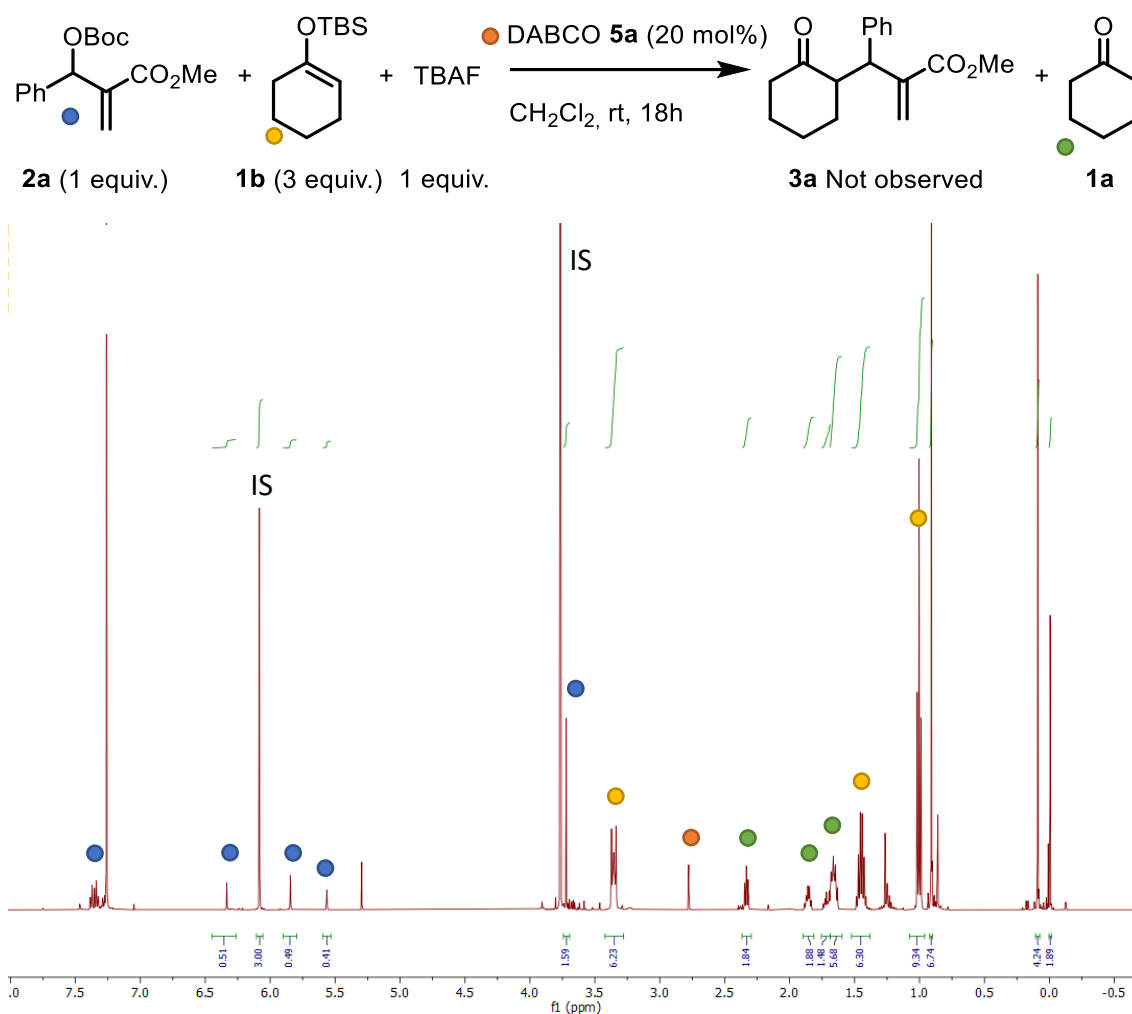 OTBS
OBoc
DABCO 5a (20 mol%)
O
Ph
O
CO2Me
+
+
TBAF
CO2Me
+
Ph
CH2Cl2, rt, 18h
2a (1 equiv.)
1b (3 equiv.)
1 equiv.
3a Not observed
1a
IS
IS
0.51
3.00
0.49
0.41
1.59
6.23
1.84
1.88
1.48
5.68
6.30
9.34
6.74
4.24
1.89
.0
7.5
7.0
6.5
6.0
5.5
5.0
4.5
4.0
3.5
3.0
2.5
2.0
1.5
1.0
0.5
0.0
-0.5
f1 (ppm)